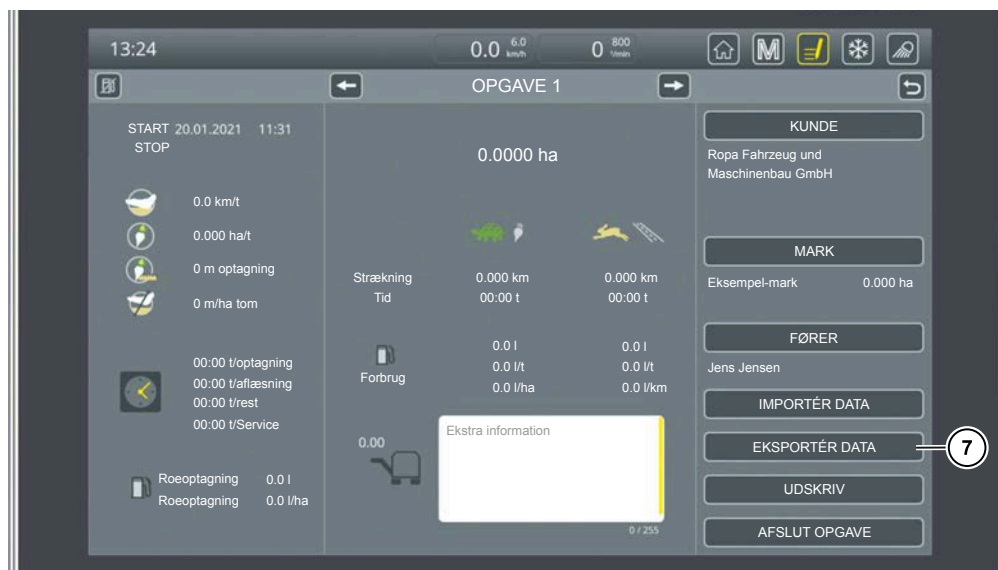 13:24
0.0 6.0 km/h
0 800 1/min
M
OPGAVE 1
START 20.01.2021 11:31
STOP
0.0 km/t
0.000 ha/t
0 m optagning
0 m/ha tom
00:00 t/optagning
00:00 t/aflæsning
00:00 t/rest
00:00 t/Service
Roeoptagning 0.0 l
Roeoptagning 0.0 l/ha
0.0000 ha
Strækning 0.000 km 0.000 km
Tid 00:00 t 00:00 t
0.0 l 0.0 l
Forbrug 0.0 l/t 0.0 l/t
0.0 l/ha 0.0 l/km
0.00
Ekstra information
0 / 255
KUNDE
Ropa Fahrzeug und
Maschinenbau GmbH
MARK
Eksempel-mark 0.000 ha
FØRER
Jens Jensen
IMPORTÉR DATA
EKSPORTÉR DATA
7
UDSKRIV
AFSLUT OPGAVE